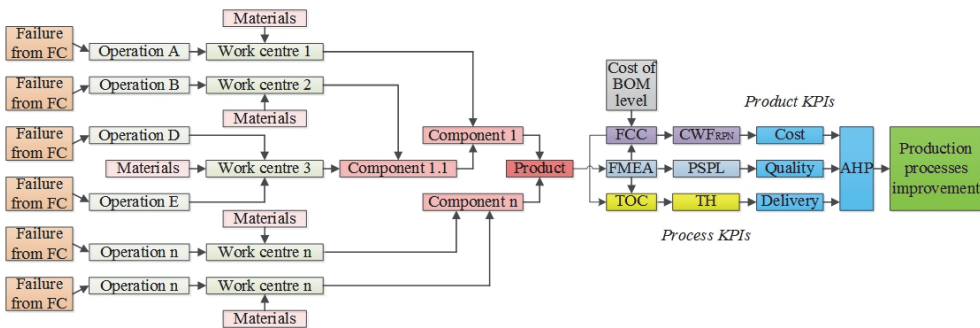 Failure
from FC
Operation A
Materials
Work centre 1
Failure
from FC
Operation B
Work centre 2
Materials
Failure
from FC
Operation D
Materials
Work centre 3
Component 1.1
Component 1
Failure
from FC
Operation E
Component n
Product
Materials
Failure
from FC
Operation n
Work centre n
Failure
from FC
Operation n
Work centre n
Materials
Cost of
BOM
level
Product KPIs
FCC
CWFRPN
Cost
FMEA
PSPL
Quality
AHP
TOC
TH
Delivery
Process KPIs
Production
processes
improvement